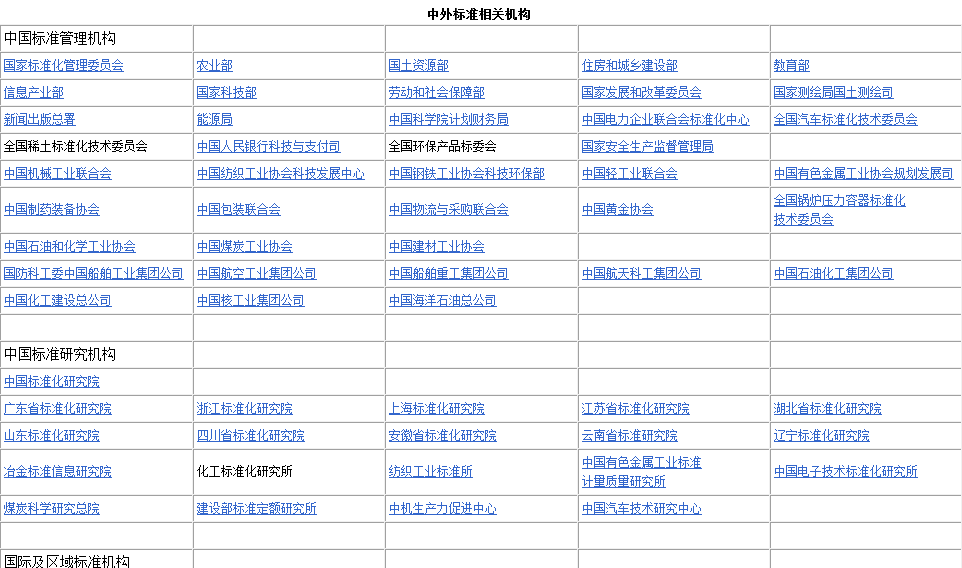 中外标准相关机构
中国标准管理机构
国家标准化管理委员会 农业部 国土资源部 住房和城乡建设部 教育部
信息产业部 国家科技部 劳动和社会保障部 国家发展和改革委员会 国家测绘局国土测绘司
新闻出版总署 能源局 中国科学院计划财务局 中国电力企业联合会标准化中心 全国汽车标准化技术委员会
全国稀土标准化技术委员会 中国人民银行科技与支付司 全国环保产品标委会 国家安全生产监督管理局
中国机械工业联合会 中国纺织工业协会科技发展中心 中国钢铁工业协会科技环保部 中国轻工业联合会 中国有色金属工业协会规划发展司
中国制药装备协会 中国包装联合会 中国物流与采购联合会 中国黄金协会 全国锅炉压力容器标准化
技术委员会
中国石油和化学工业协会 中国煤炭工业协会 中国建材工业协会
国防科工委中国船舶工业集团公司 中国航空工业集团公司 中国船舶重工集团公司 中国航天科工集团公司 中国石油化工集团公司
中国化工建设总公司 中国核工业集团公司 中国海洋石油总公司
中国标准研究机构
中国标准化研究院
广东省标准化研究院 浙江标准化研究院 上海标准化研究院 江苏省标准化研究院 湖北省标准化研究院
山东标准化研究院 四川省标准化研究院 安徽省标准化研究院 云南省标准研究院 辽宁标准化研究院
冶金标准信息研究院 化工标准化研究所 纺织工业标准所 中国有色金属工业标准
计量质量研究所 中国电子技术标准化研究所
煤炭科学研究总院 建设部标准定额研究所 中机生产力促进中心 中国汽车技术研究中心
国际及区域标准机构